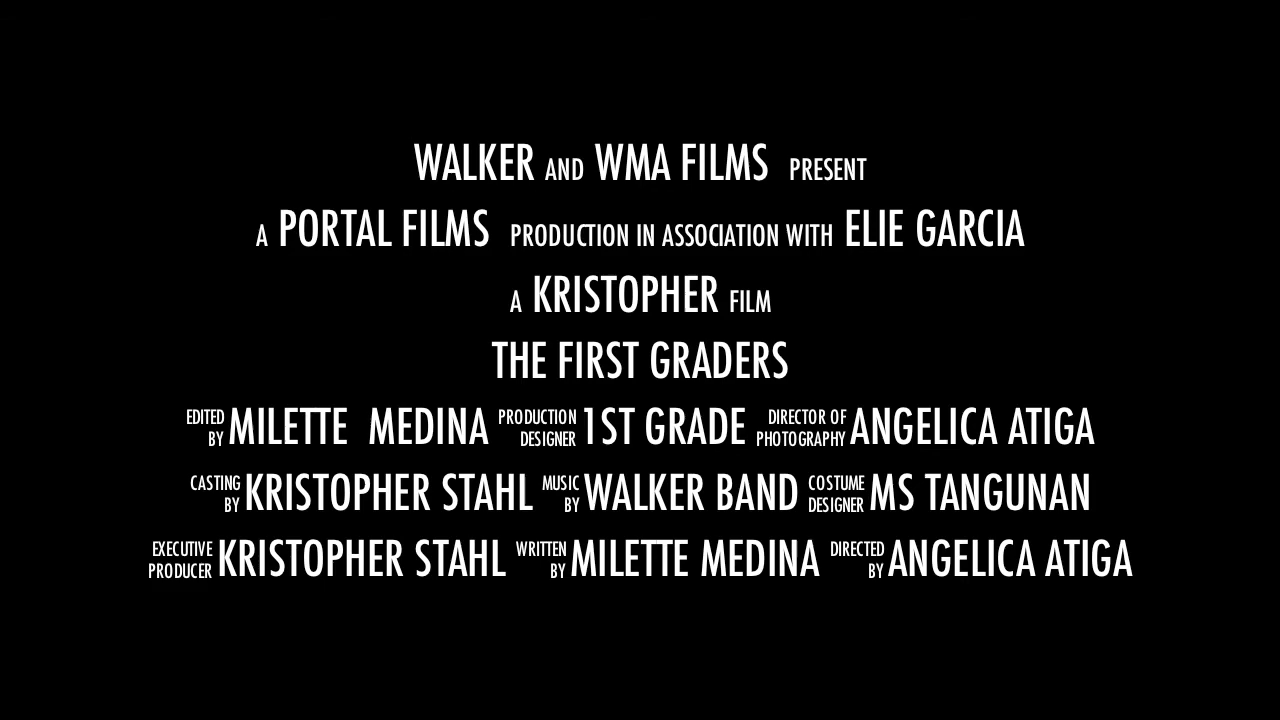 WALKER AND WMA FILMS PRESENT
A PORTAL FILMS PRODUCTION IN ASSOCIATION WITH ELIE GARCIA
A KRISTOPHER FILM
THE FIRST GRADERS
EDITED BY MILETTE MEDINA PRODUCTION DESIGNER 1ST GRADE DIRECTOR OF PHOTOGRAPHY ANGELICA ATIGA
CASTING BY KRISTOPHER STAHL MUSIC BY WALKER BAND COSTUME DESIGNER MS TANGUNAN
EXECUTIVE PRODUCER KRISTOPHER STAHL WRITTEN BY MILETTE MEDINA DIRECTED BY ANGELICA ATIGA